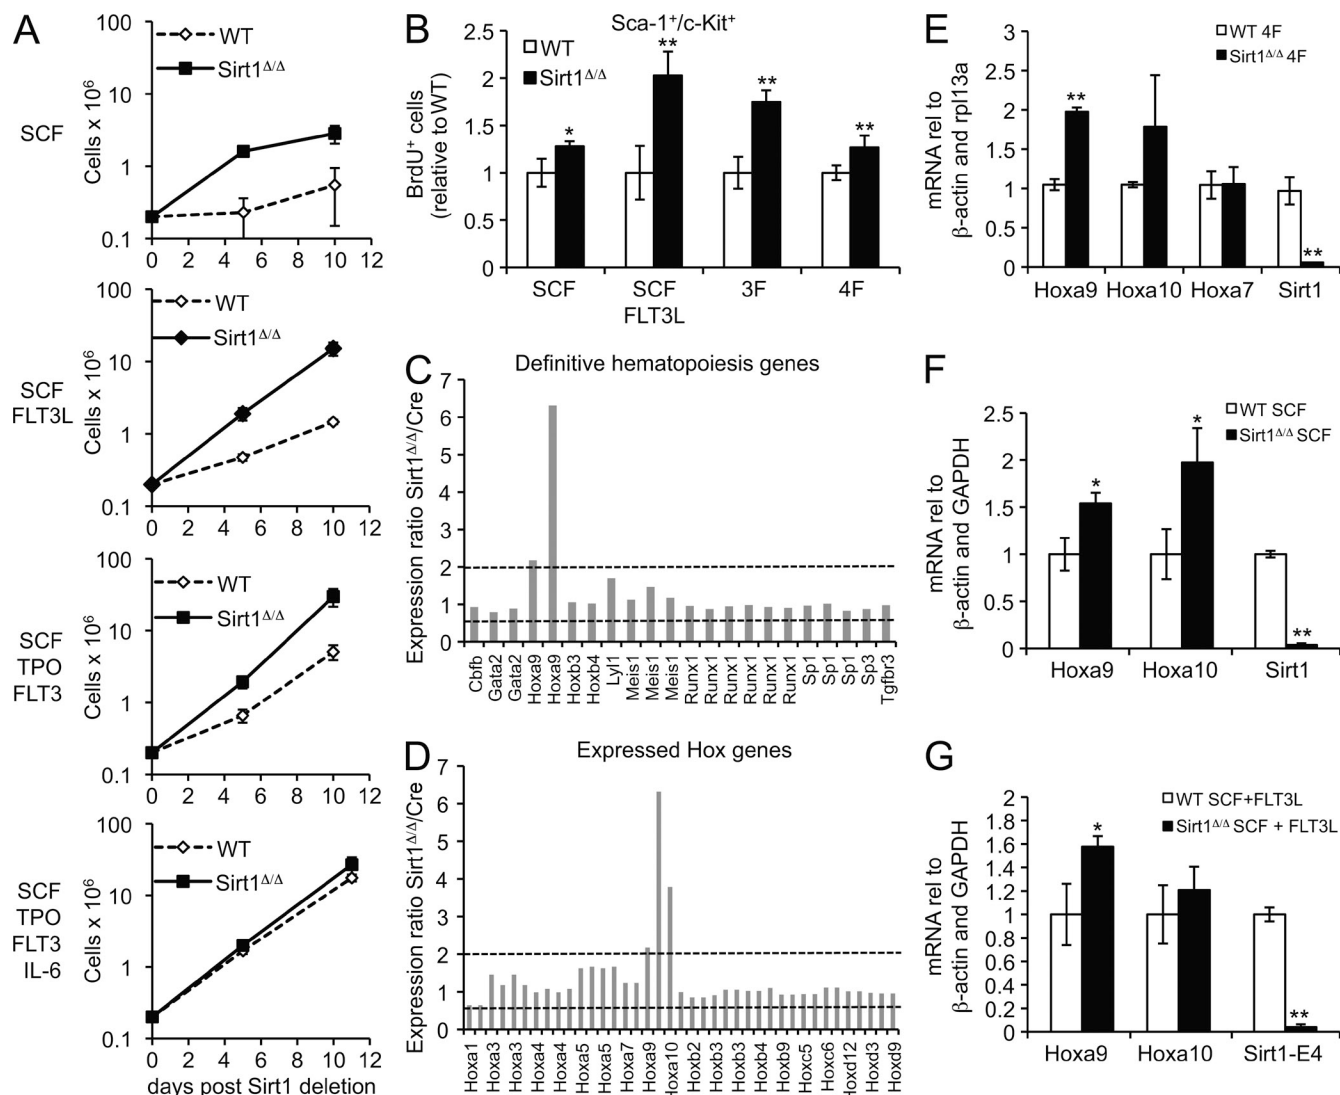 A
SCF
Cells x 10⁶
100
10
1
0.1
0 2 4 6 8 10 12
WT
Sirt1Δ/Δ
SCF
FLT3L
Cells x 10⁶
100
10
1
0.1
0 2 4 6 8 10 12
WT
Sirt1Δ/Δ
SCF
TPO
FLT3
Cells x 10⁶
100
10
1
0.1
0 2 4 6 8 10 12
WT
Sirt1Δ/Δ
SCF
TPO
FLT3
IL-6
Cells x 10⁶
100
10
1
0.1
0 2 4 6 8 10 12
WT
Sirt1Δ/Δ
days post Sirt1 deletion
B
Sca-1⁺/c-Kit⁺
WT
Sirt1Δ/Δ
BrdU⁺ cells
(relative to WT)
2.5
2
1.5
1
0.5
0
* ** ** **
SCF SCF 3F 4F
FLT3L
C
Definitive hematopoiesis genes
Expression ratio Sirt1Δ/Δ/Cre
7
6
5
4
3
2
1
0
Cbfb Gata2 Gata2 Hoxa9 Hoxa9 Hoxb3 Hoxb4 Lyl1 Meis1 Meis1 Meis1 Runx1 Runx1 Runx1 Runx1 Runx1 Runx1 Sp1 Sp1 Sp1 Sp3 Tgfbr3
D
Expressed Hox genes
Expression ratio Sirt1Δ/Δ/Cre
7
6
5
4
3
2
1
0
Hoxa1 Hoxa3 Hoxa3 Hoxa4 Hoxa4 Hoxa5 Hoxa5 Hoxa7 Hoxa9 Hoxa10 Hoxb2 Hoxb3 Hoxb3 Hoxb4 Hoxb9 Hoxc5 Hoxc6 Hoxd12 Hoxd3 Hoxd9
E
WT 4F
Sirt1Δ/Δ 4F
mRNA rel to
β-actin and rpl13a
3
2.5
2
1.5
1
0.5
0
** **
Hoxa9 Hoxa10 Hoxa7 Sirt1
F
WT SCF
Sirt1Δ/Δ SCF
mRNA rel to
β-actin and GAPDH
2.5
2
1.5
1
0.5
0
* * **
Hoxa9 Hoxa10 Sirt1
G
WT SCF+FLT3L
Sirt1Δ/Δ SCF + FLT3L
mRNA rel to
β-actin and GAPDH
2
1.8
1.6
1.4
1.2
1
0.8
0.6
0.4
0.2
0
* **
Hoxa9 Hoxa10 Sirt1-E4